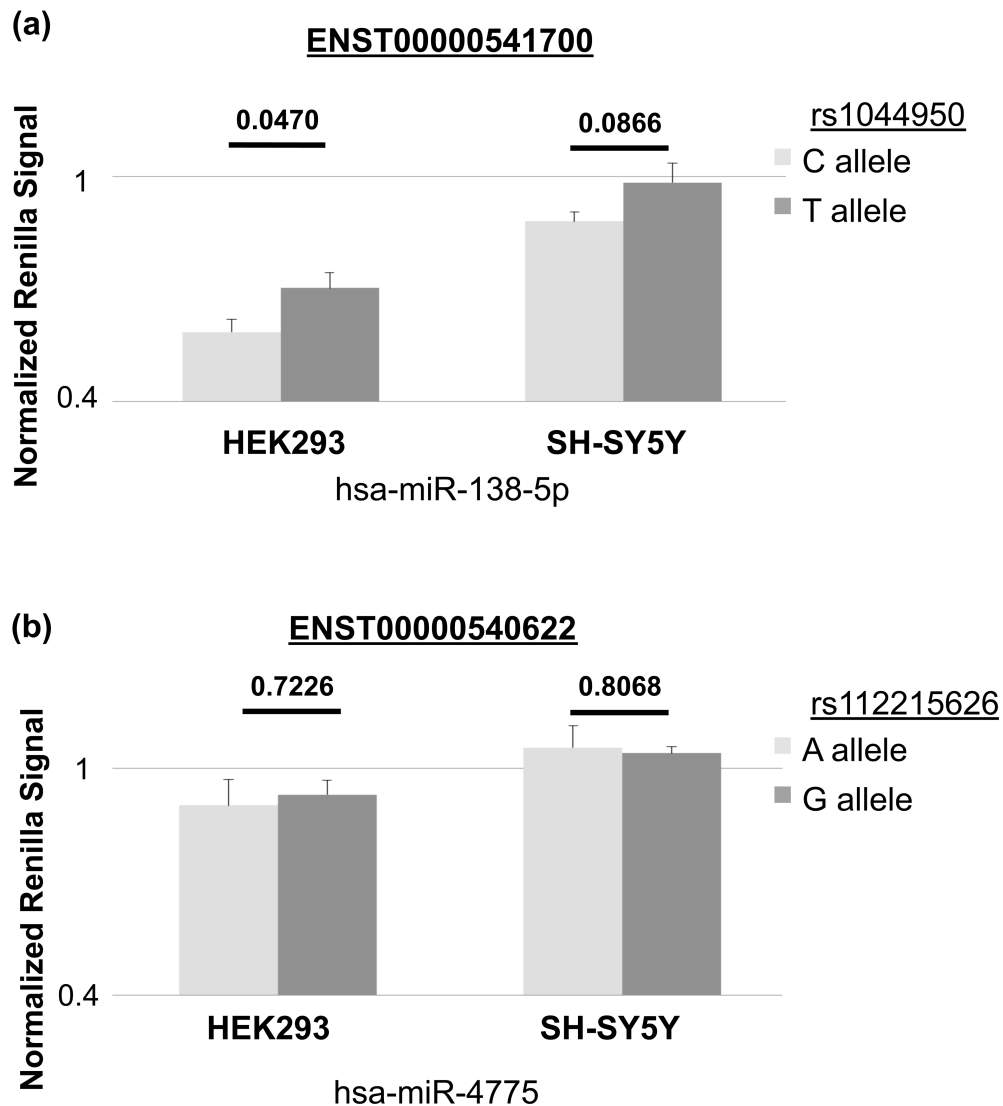 (a)
ENST00000541700
Normalized Renilla Signal
0.0470
0.0866
rs1044950
C allele
T allele
1
0.4
HEK293
SH-SY5Y
hsa-miR-138-5p
(b)
ENST00000540622
Normalized Renilla Signal
0.7226
0.8068
rs112215626
A allele
G allele
1
0.4
HEK293
SH-SY5Y
hsa-miR-4775